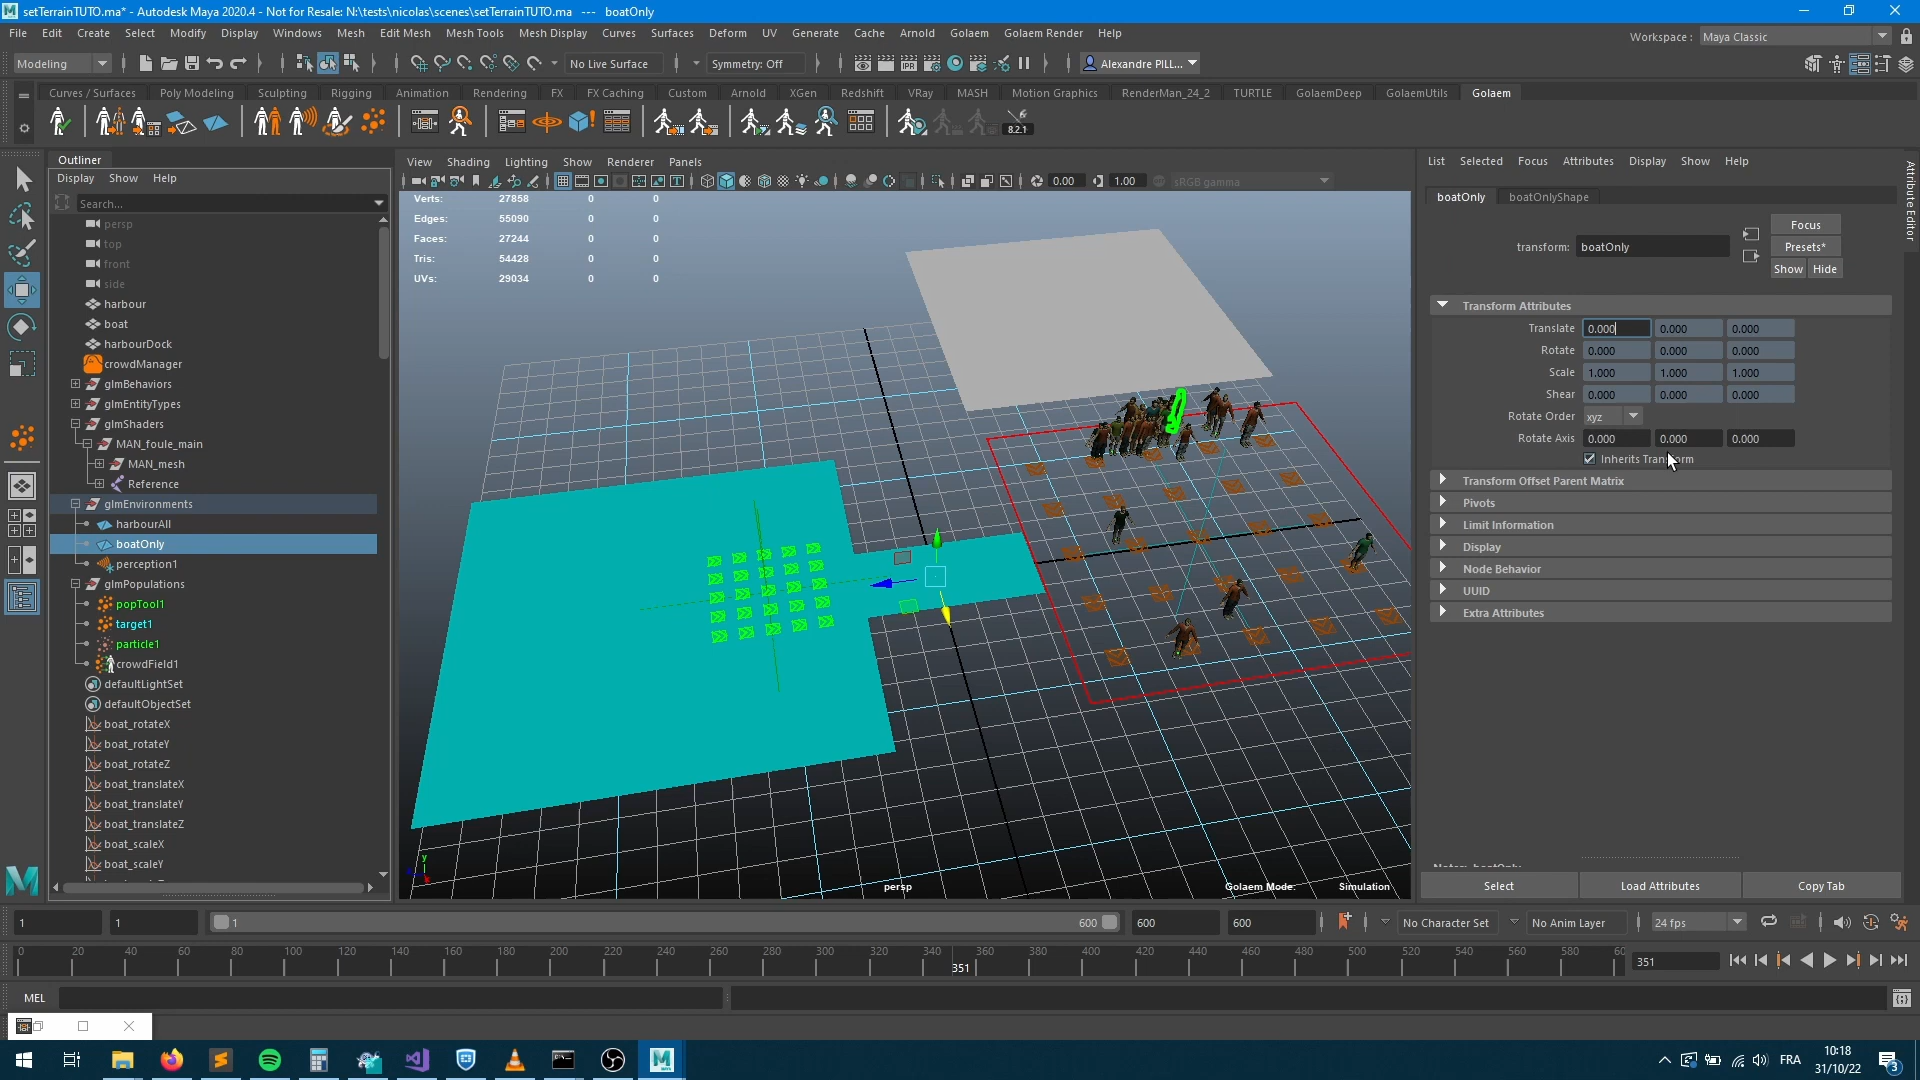 setTerrainTUTO.ma* - Autodesk Maya 2020.4 - Not for Resale: N:\tests\nicolas\scenes\setTerrainTUTO.ma --- boatOnly
File Edit Create Select Modify Display Windows Mesh Edit Mesh Mesh Tools Mesh Display Curves Surfaces Deform UV Generate Cache Arnold Golaem Golaem Render Help
Workspace : Maya Classic
Modeling No Live Surface Symmetry: Off Alexandre PILL...
Curves / Surfaces Poly Modeling Sculpting Rigging Animation Rendering FX FX Caching Custom Arnold XGen Redshift VRay MASH Motion Graphics RenderMan_24_2 TURTLE GolaemDeep GolaemUtils Golaem
8.2.1
Outliner
Display Show Help
Search...
persp
top
front
side
harbour
boat
harbourDock
crowdManager
glmBehaviors
glmEntityTypes
glmShaders
MAN_foule_main
MAN_mesh
Reference
glmEnvironments
harbourAll
boatOnly
perception1
glmPopulations
popTool1
target1
particle1
crowdField1
defaultLightSet
defaultObjectSet
boat_rotateX
boat_rotateY
boat_rotateZ
boat_translateX
boat_translateY
boat_translateZ
boat_scaleX
boat_scaleY
View Shading Lighting Show Renderer Panels
0.00 1.00 sRGB gamma
Verts: 27858 0 0
Edges: 55090 0 0
Faces: 27244 0 0
Tris: 54428 0 0
UVs: 29034 0 0
y
persp
Golaem Mode: Simulation
List Selected Focus Attributes Display Show Help
boatOnly boatOnlyShape
Attribute Editor
Focus
transform: boatOnly Presets*
Show Hide
Transform Attributes
Translate 0.000 0.000 0.000
Rotate 0.000 0.000 0.000
Scale 1.000 1.000 1.000
Shear 0.000 0.000 0.000
Rotate Order xyz
Rotate Axis 0.000 0.000 0.000
Inherits Transform
Transform Offset Parent Matrix
Pivots
Limit Information
Display
Node Behavior
UUID
Extra Attributes
Notes: boatOnly
Select Load Attributes Copy Tab
1 1 1 600 600 600 No Character Set No Anim Layer 24 fps
0 20 40 60 80 100 120 140 160 180 200 220 240 260 280 300 320 340 360 380 400 420 440 460 480 500 520 540 560 580 60
351 351
MEL
FRA
10:18
31/10/22
3